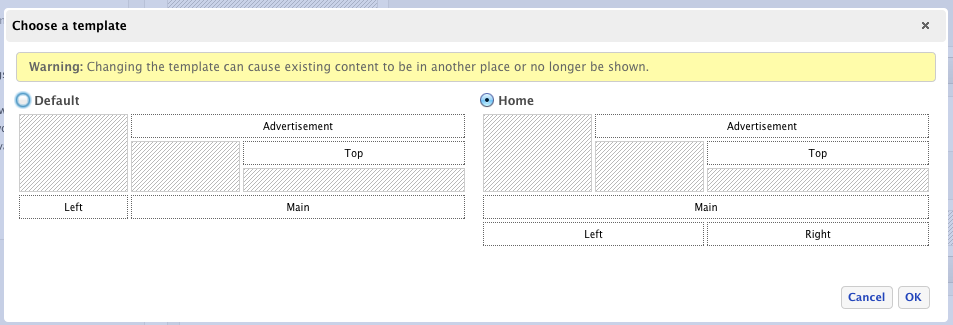 Choose a template ×
Warning: Changing the template can cause existing content to be in another place or no longer be shown.
Default
Advertisement
Top
Left Main
Home
Advertisement
Top
Main
Left Right
Cancel OK